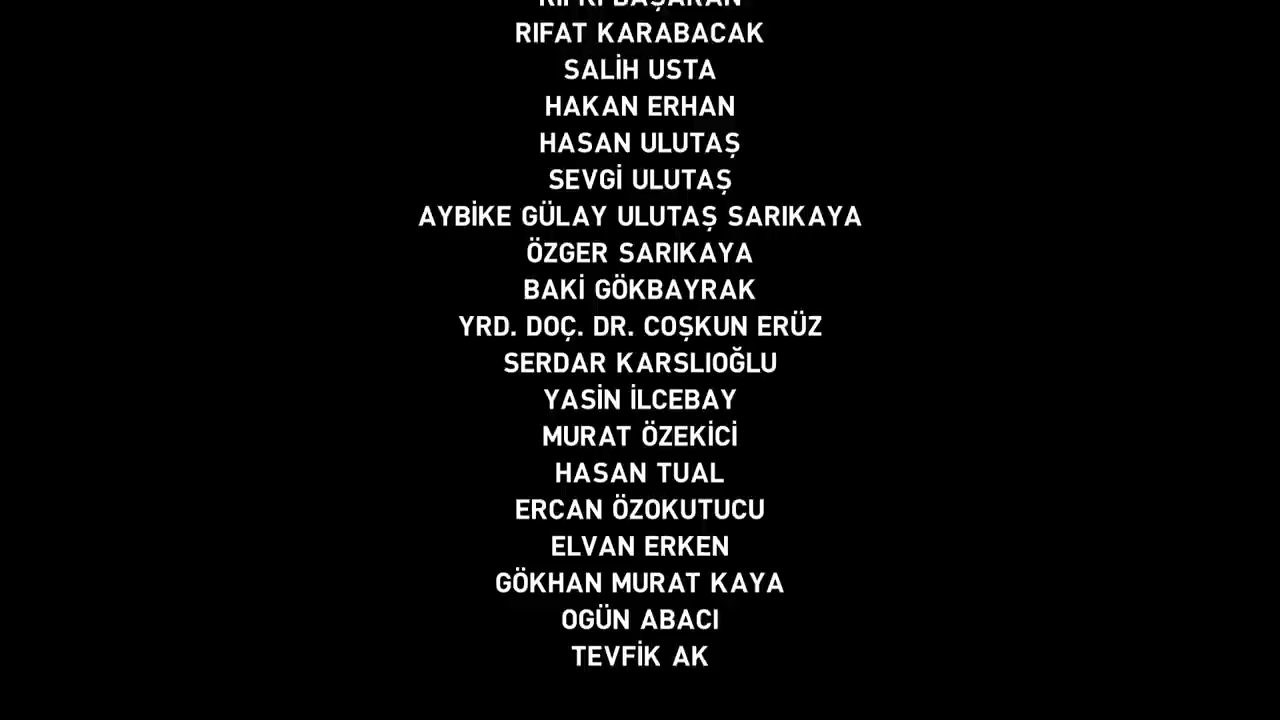 RIFAT KARABACAK
SALİH USTA
HAKAN ERHAN
HASAN ULUTAŞ
SEVGİ ULUTAŞ
AYBİKE GÜLAY ULUTAŞ SARIKAYA
ÖZGER SARIKAYA
BAKİ GÖKBAYRAK
YRD. DOÇ. DR. COŞKUN ERÜZ
SERDAR KARSLIOĞLU
YASİN İLCEBAY
MURAT ÖZEKİCİ
HASAN TUAL
ERCAN ÖZOKUTUCU
ELVAN ERKEN
GÖKHAN MURAT KAYA
OGÜN ABACI
TEVFİK AK